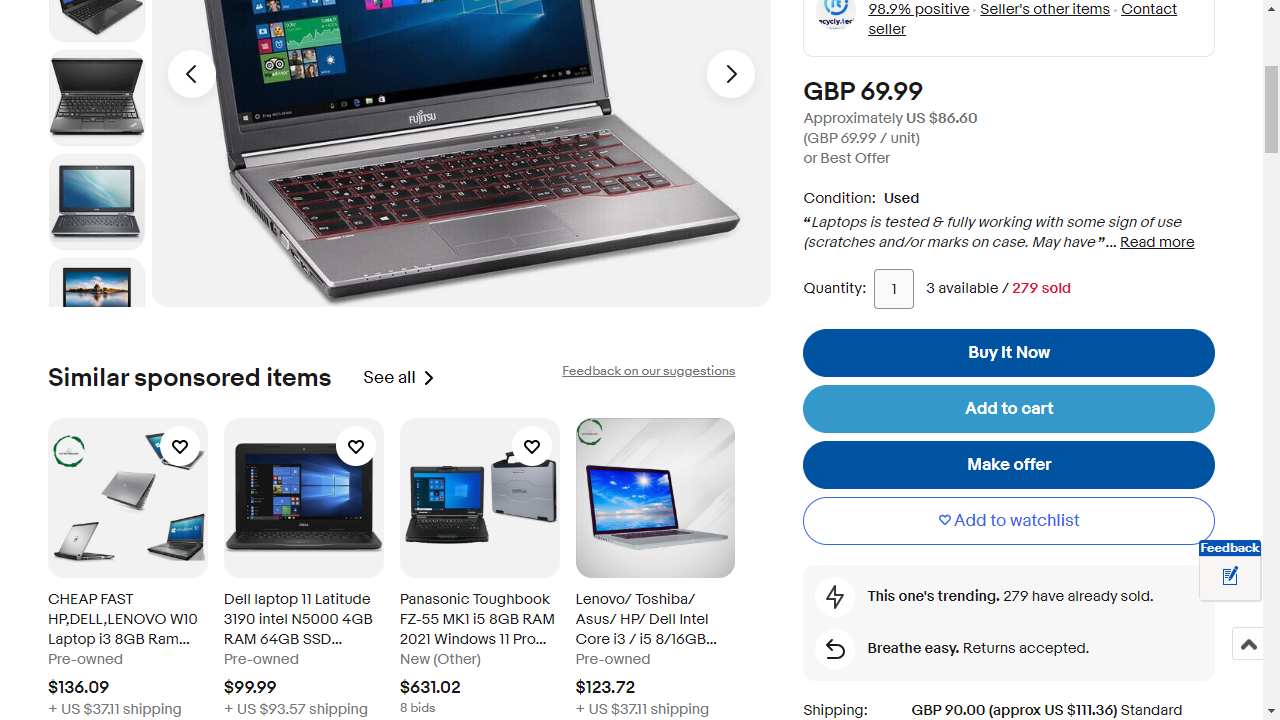 98.9% positive · Seller's other items · Contact
seller
FUJITSU
GBP 69.99
Approximately US $86.60
(GBP 69.99 / unit)
or Best Offer
Condition: Used
“Laptops is tested & fully working with some sign of use
(scratches and/or marks on case. May have ”... Read more
Quantity: 1 3 available / 279 sold
Buy It Now
Add to cart
Make offer
Add to watchlist
Feedback
This one's trending. 279 have already sold.
Breathe easy. Returns accepted.
Shipping: GBP 90.00 (approx US $111.36) Standard
Similar sponsored items See all
Feedback on our suggestions
CHEAP FAST
HP,DELL,LENOVO W10
Laptop i3 8GB Ram...
Pre-owned
$136.09
+ US $37.11 shipping
Dell laptop 11 Latitude
3190 intel N5000 4GB
RAM 64GB SSD...
Pre-owned
$99.99
+ US $93.57 shipping
Panasonic Toughbook
FZ-55 MK1 i5 8GB RAM
2021 Windows 11 Pro...
New (Other)
$631.02
8 bids
Lenovo/ Toshiba/
Asus/ HP/ Dell Intel
Core i3 / i5 8/16GB...
Pre-owned
$123.72
+ US $37.11 shipping